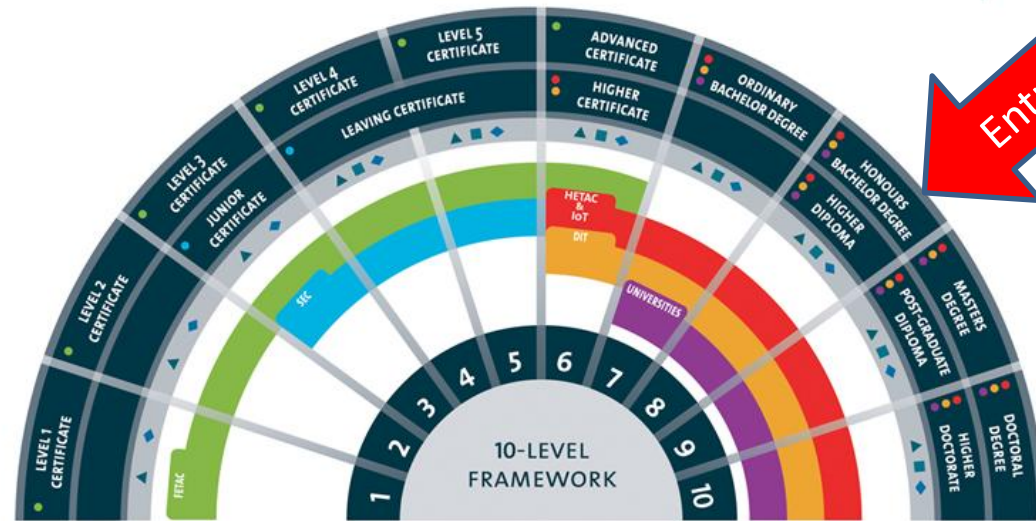 LEVEL 1
CERTIFICATE
LEVEL 2
CERTIFICATE
LEVEL 3
CERTIFICATE
JUNIOR
CERTIFICATE
LEVEL 4
CERTIFICATE
LEVEL 5
CERTIFICATE
LEAVING CERTIFICATE
ADVANCED
CERTIFICATE
HIGHER
CERTIFICATE
ORDINARY
BACHELOR DEGREE
HONOURS
BACHELOR DEGREE
HIGHER
DIPLOMA
MASTERS
DEGREE
POST-GRADUATE
DIPLOMA
DOCTORAL
DEGREE
HIGHER
DOCTORATE
FETAC
SEC
HETAC
&
IoT
DIT
UNIVERSITIES
1
2
3
4
5
6
7
8
9
10
10-LEVEL
FRAMEWORK